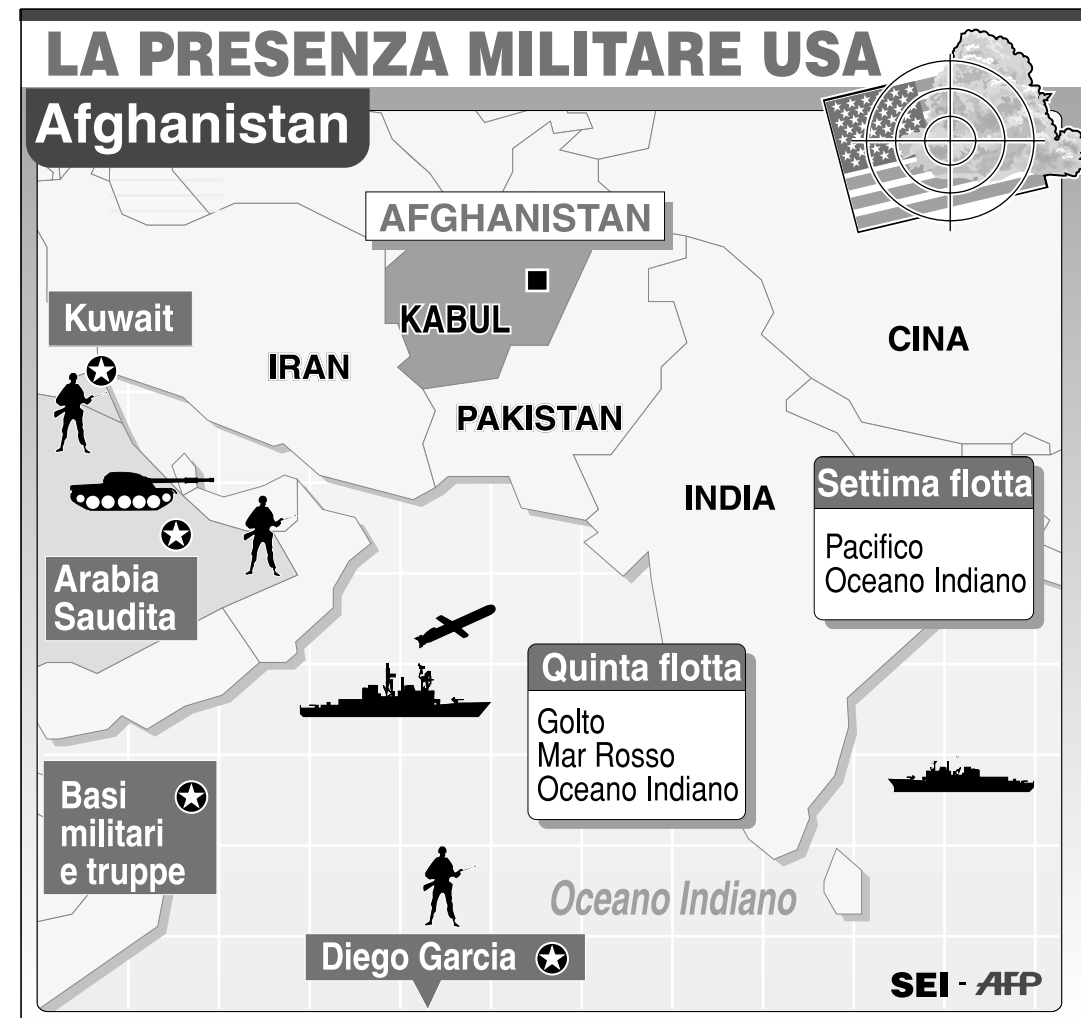 LA PRESENZA MILITARE USA
Afghanistan
AFGHANISTAN
Kuwait
KABUL
CINA
IRAN
PAKISTAN
INDIA
Settima flotta
Pacifico
Oceano Indiano
Arabia
Saudita
Quinta flotta
Golto
Mar Rosso
Oceano Indiano
Basi
militari
e truppe
Oceano Indiano
Diego Garcia
SEI - AFP